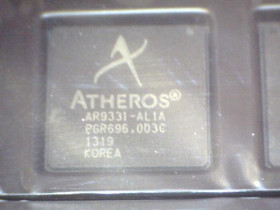 ATHEROS®
AR9331-AL1A
PGR696.003C
1319
KOREA